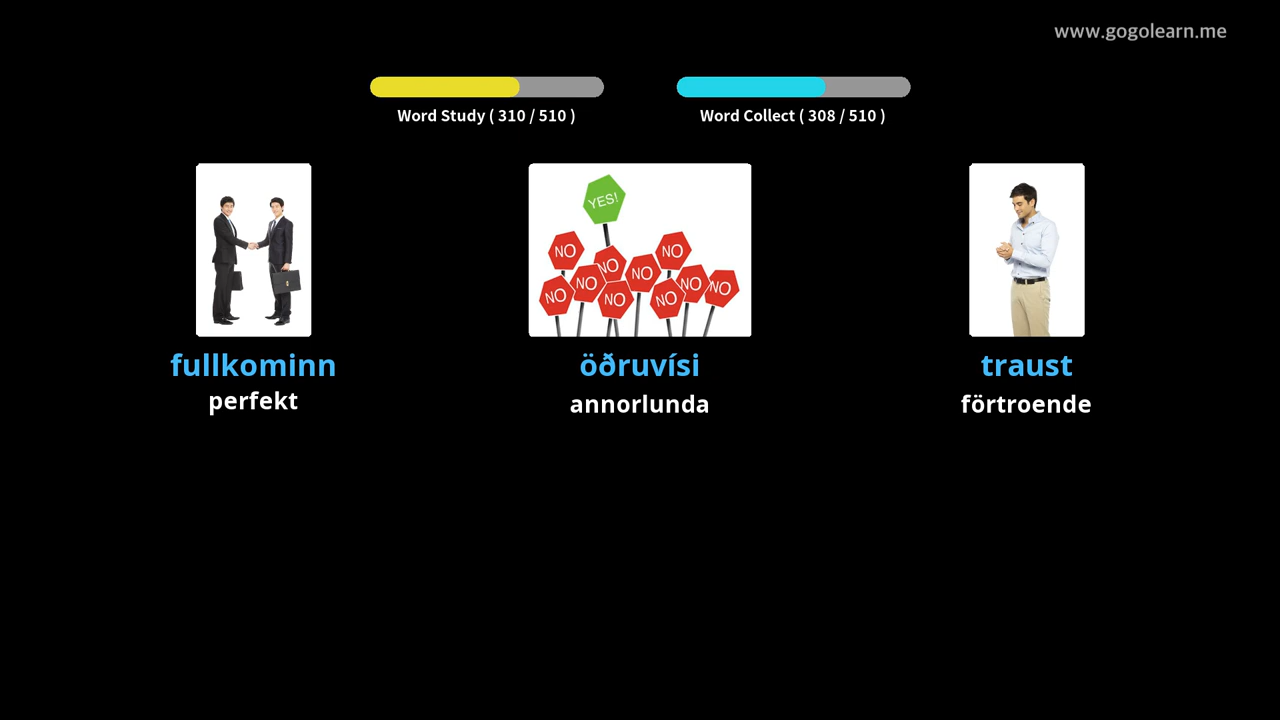 www.gogolearn.me
Word Study ( 310 / 510 )
Word Collect ( 308 / 510 )
YES!
NO
NO
NO
NO
NO
NO
NO
NO
NO
NO
fullkominn
perfekt
öðruvísi
annorlunda
traust
förtroende